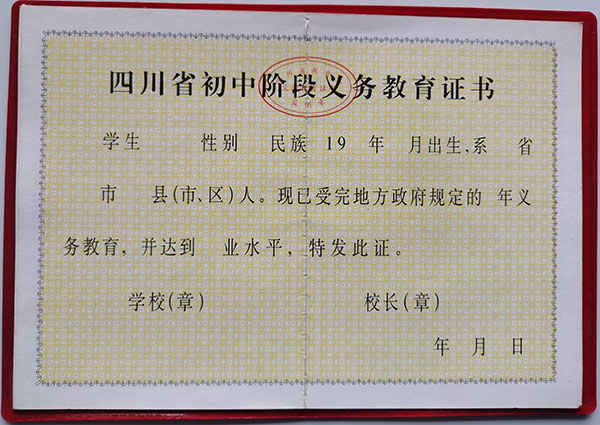 四川省初中阶段义务教育证书
学生 性别 民族 19 年 月出生,系 省
市 县(市、区)人。现已受完地方政府规定的 年义
务教育,并达到 业水平,特发此证。
学校(章) 校长(章)
年 月 日